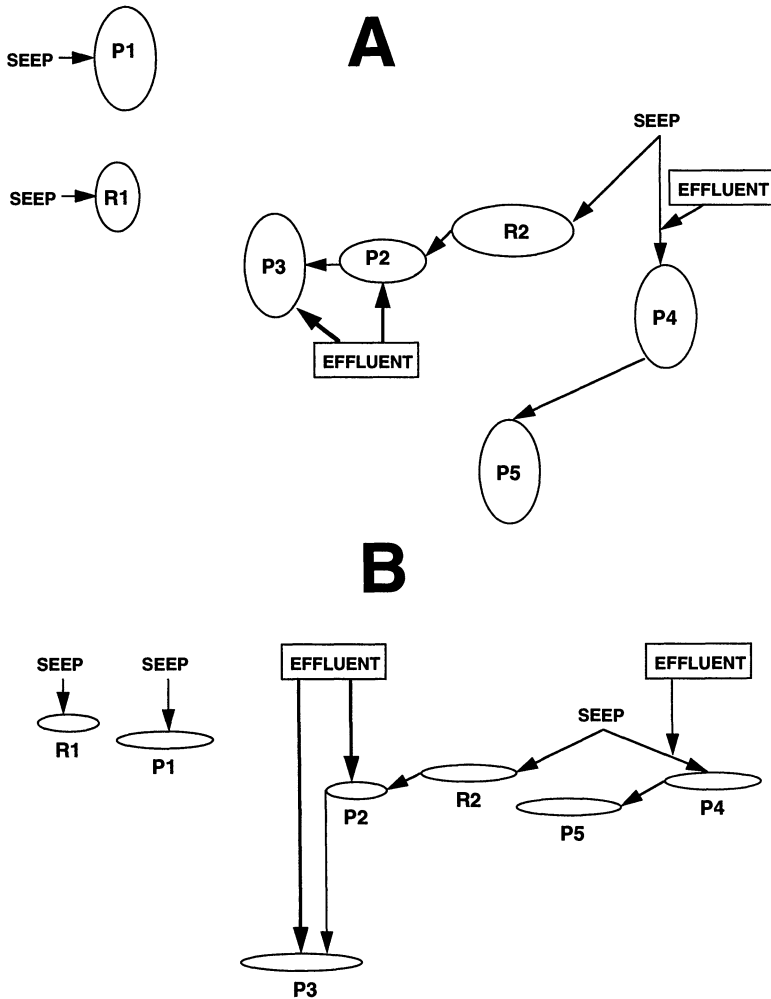 A
P1
SEEP
SEEP
R1
SEEP
EFFLUENT
R2
P2
P3
P4
EFFLUENT
P5
B
SEEP
SEEP
EFFLUENT
EFFLUENT
SEEP
R1
P1
R2
P2
P4
P5
P3